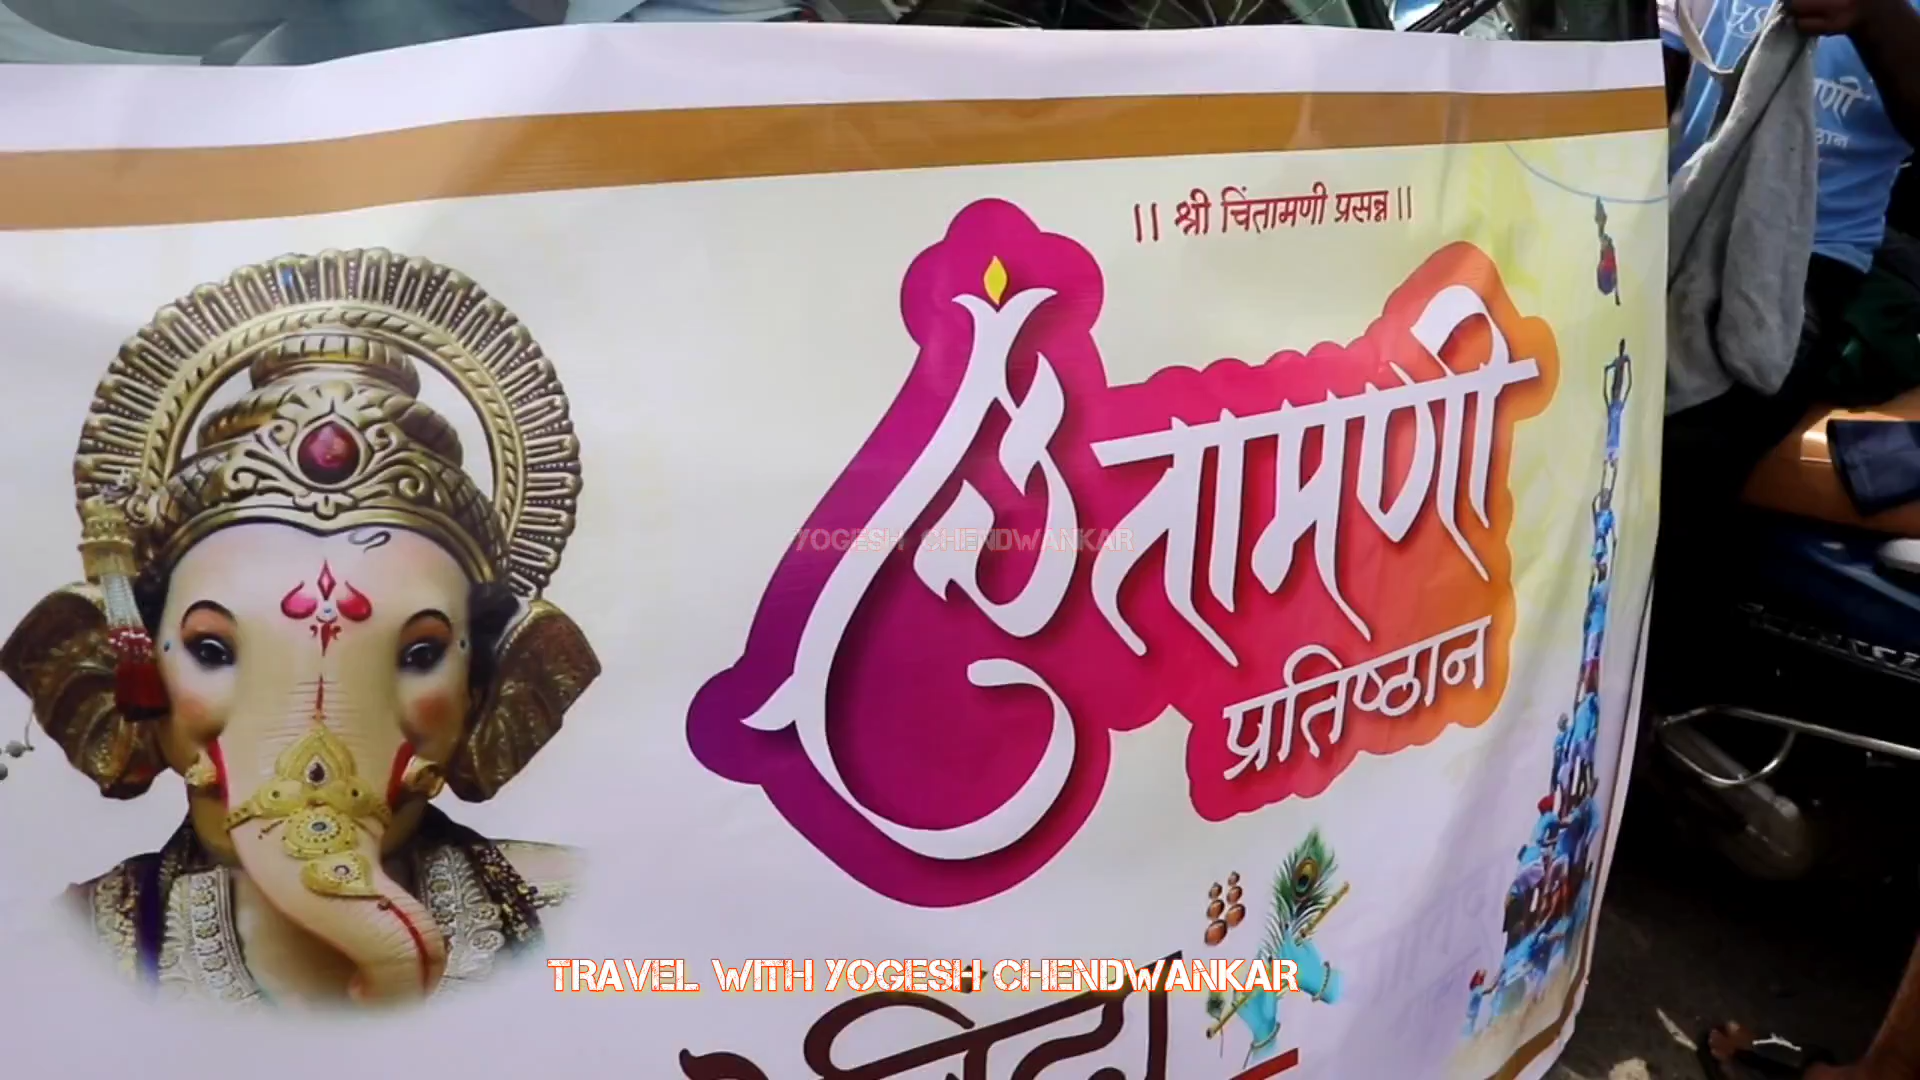 || श्री चिंतामणी प्रसन्न ||
चिंतामणी
प्रतिष्ठान
YOGESH CHENDWANKAR
TRAVEL WITH YOGESH CHENDWANKAR